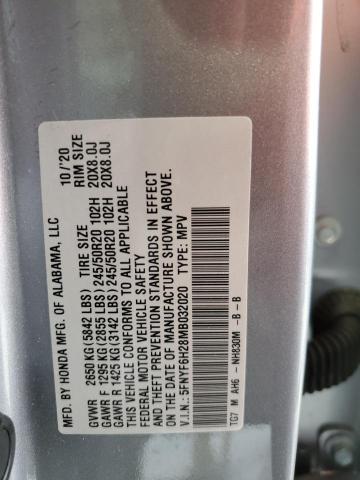 MFD. BY HONDA MFG. OF ALABAMA, LLC 10/'20
TIRE SIZE RIM SIZE
GVWR 2650 KG (5842 LBS)
GAWR F 1295 KG (2855 LBS) 245/50R20 102H 20X8.0J
GAWR R 1425 KG (3142 LBS) 245/50R20 102H 20X8.0J
THIS VEHICLE CONFORMS TO ALL APPLICABLE
FEDERAL MOTOR VEHICLE SAFETY
AND THEFT PREVENTION STANDARDS IN EFFECT
ON THE DATE OF MANUFACTURE SHOWN ABOVE.
V.I.N.: 5FNYF6H28MB032020 TYPE: MPV
TG7 M AH6 - NH830M - B - B